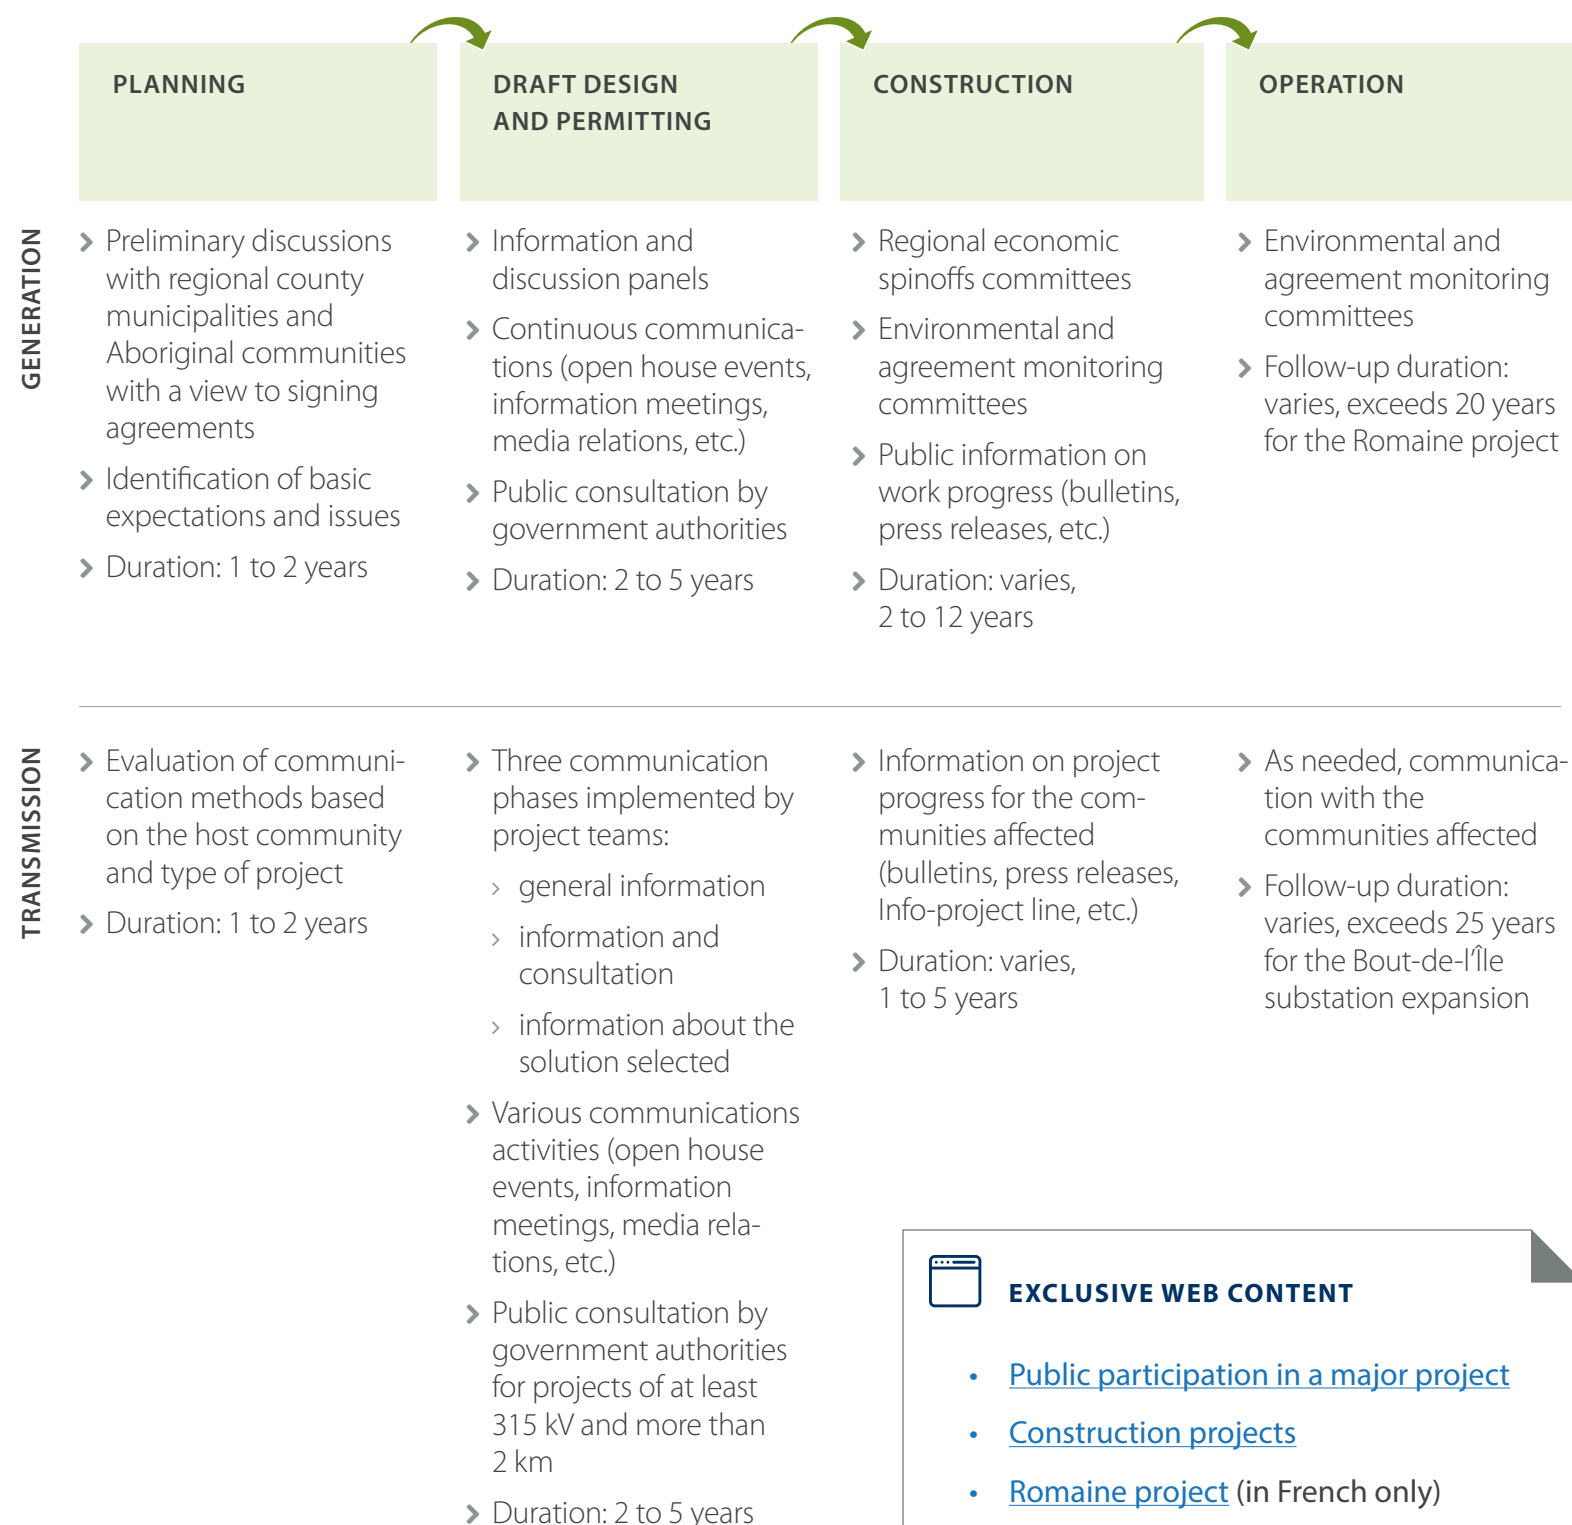 PLANNING
DRAFT DESIGN
AND PERMITTING
CONSTRUCTION
OPERATION
GENERATION
Preliminary discussions
with regional county
municipalities and
Aboriginal communities
with a view to signing
agreements
Identification of basic
expectations and issues
Duration: 1 to 2 years
Information and
discussion panels
Continuous communica-
tions (open house events,
information meetings,
media relations, etc.)
Public consultation by
government authorities
Duration: 2 to 5 years
Regional economic
spinoffs committees
Environmental and
agreement monitoring
committees
Public information on
work progress (bulletins,
press releases, etc.)
Duration: varies,
2 to 12 years
Environmental and
agreement monitoring
committees
Follow-up duration:
varies, exceeds 20 years
for the Romaine project
TRANSMISSION
Evaluation of communi-
cation methods based
on the host community
and type of project
Duration: 1 to 2 years
Three communication
phases implemented by
project teams:
general information
information and
consultation
information about the
solution selected
Various communications
activities (open house
events, information
meetings, media rela-
tions, etc.)
Public consultation by
government authorities
for projects of at least
315 kV and more than
2 km
Duration: 2 to 5 years
Information on project
progress for the com-
munities affected
(bulletins, press releases,
Info-project line, etc.)
Duration: varies,
1 to 5 years
As needed, communica-
tion with the
communities affected
Follow-up duration:
varies, exceeds 25 years
for the Bout-de-l'Île
substation expansion
EXCLUSIVE WEB CONTENT
• Public participation in a major project
• Construction projects
• Romaine project (in French only)